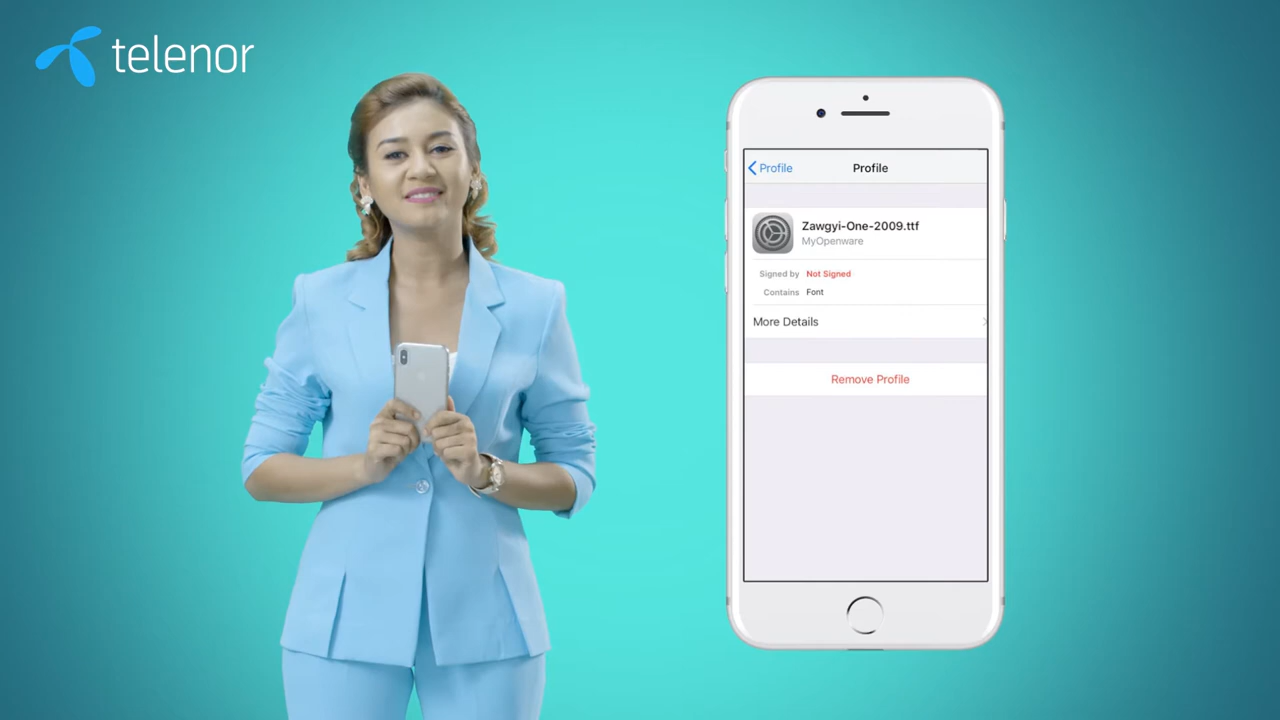 telenor
Profile
Profile
Zawgyi-One-2009.ttf
MyOpenware
Signed by Not Signed
Contains Font
More Details
Remove Profile